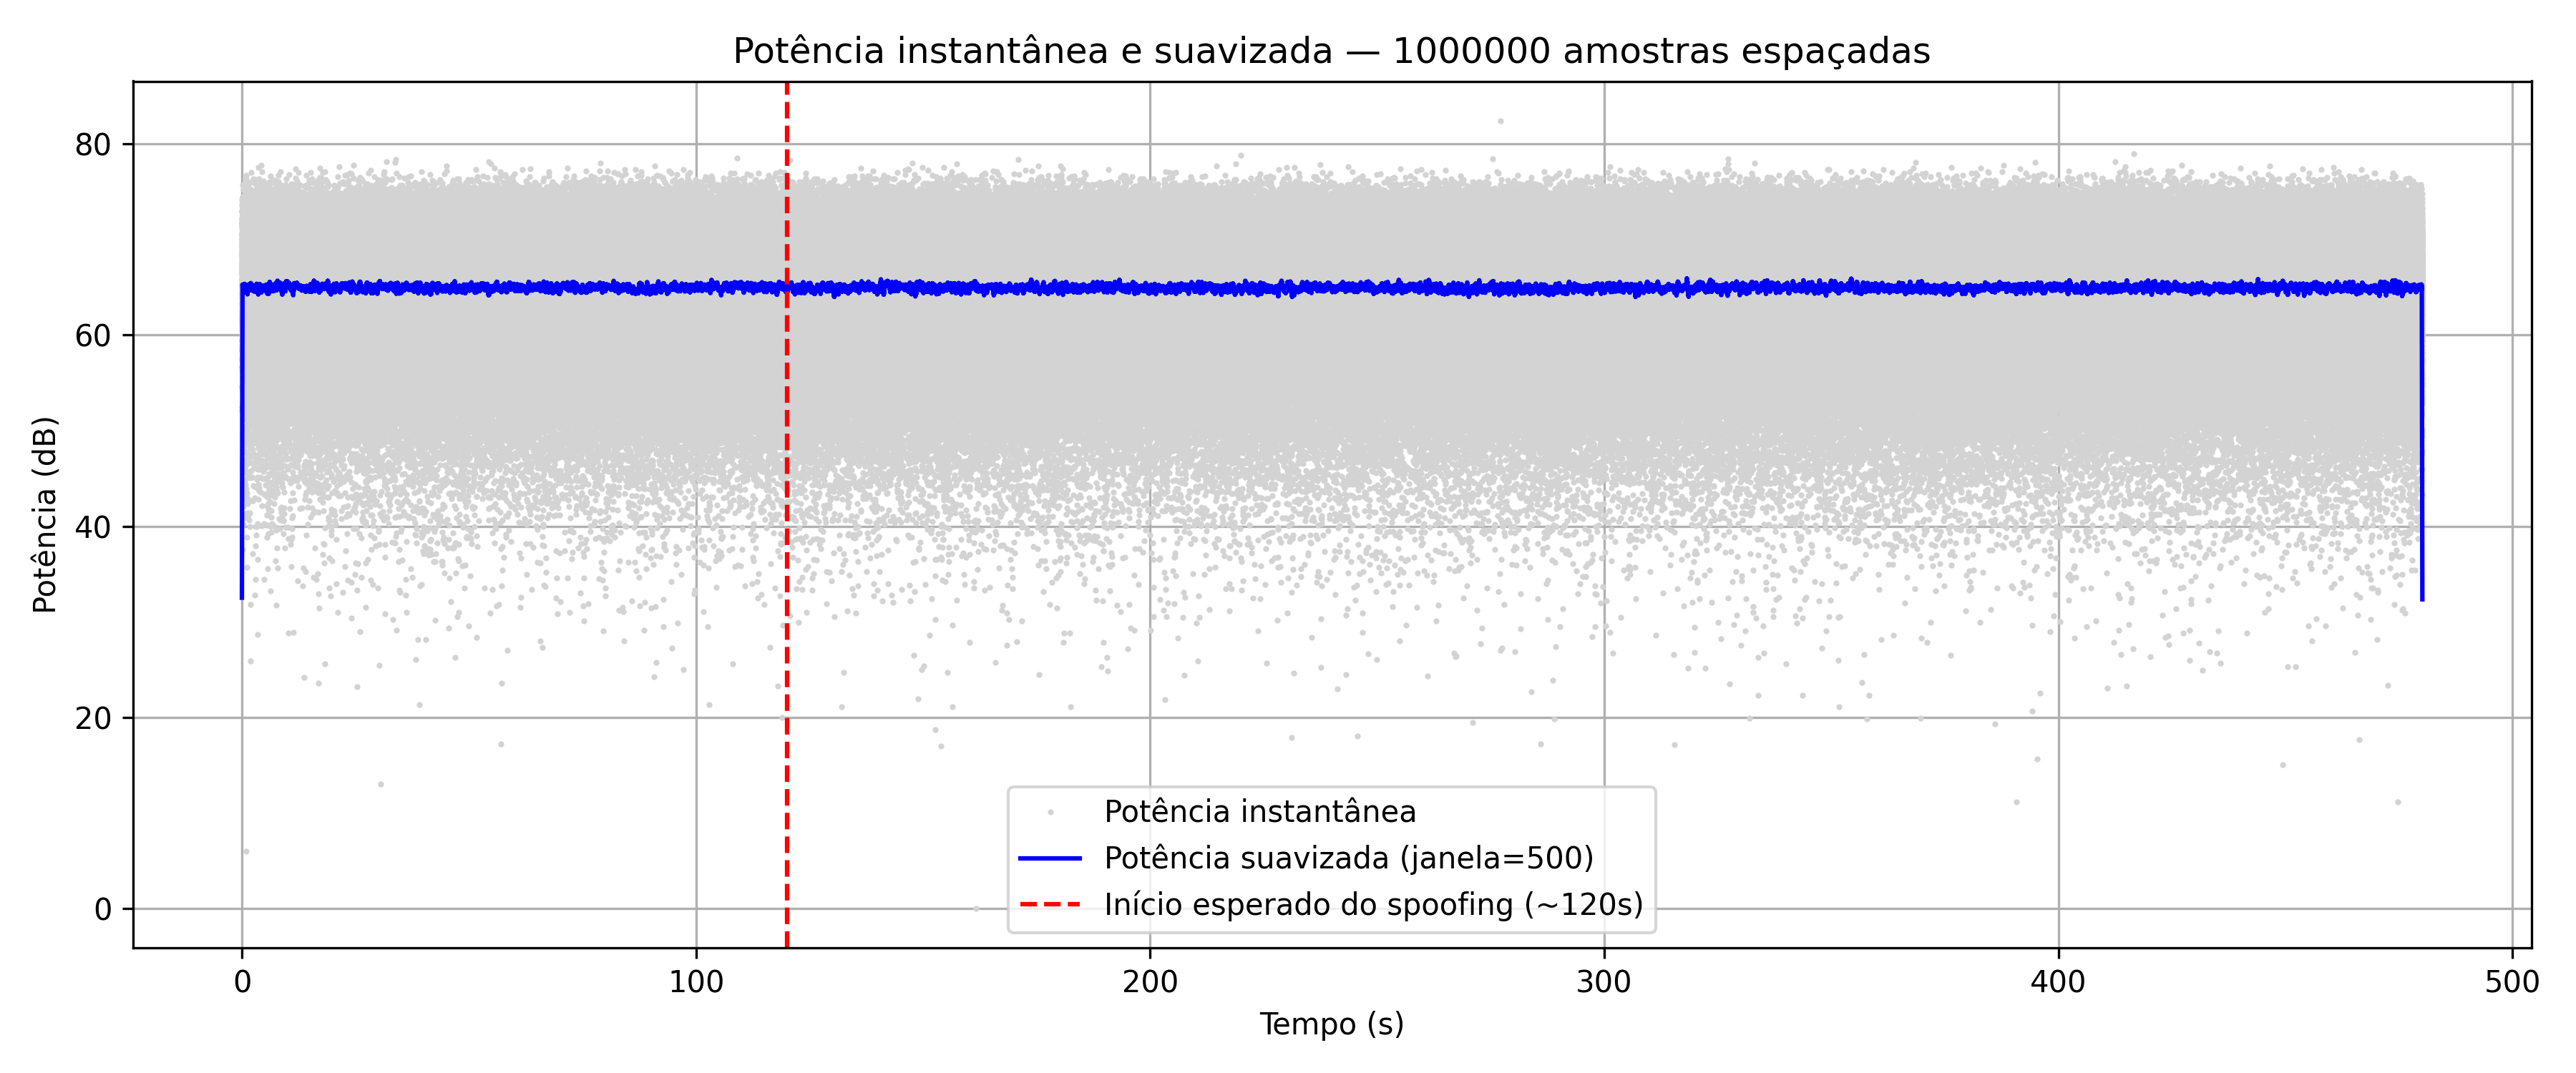 Potência instantânea e suavizada — 1000000 amostras espaçadas
Potência (dB)
80
60
40
20
0
Potência instantânea
Potência suavizada (janela=500)
Início esperado do spoofing (~120s)
0
100
200
300
400
500
Tempo (s)